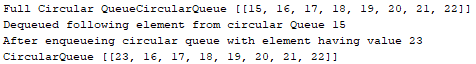 Full Circular QueueCircularQueue [[15, 16, 17, 18, 19, 20, 21, 22]]
Dequeued following element from circular Queue 15
After enqueueing circular queue with element having value 23
CircularQueue [[23, 16, 17, 18, 19, 20, 21, 22]]